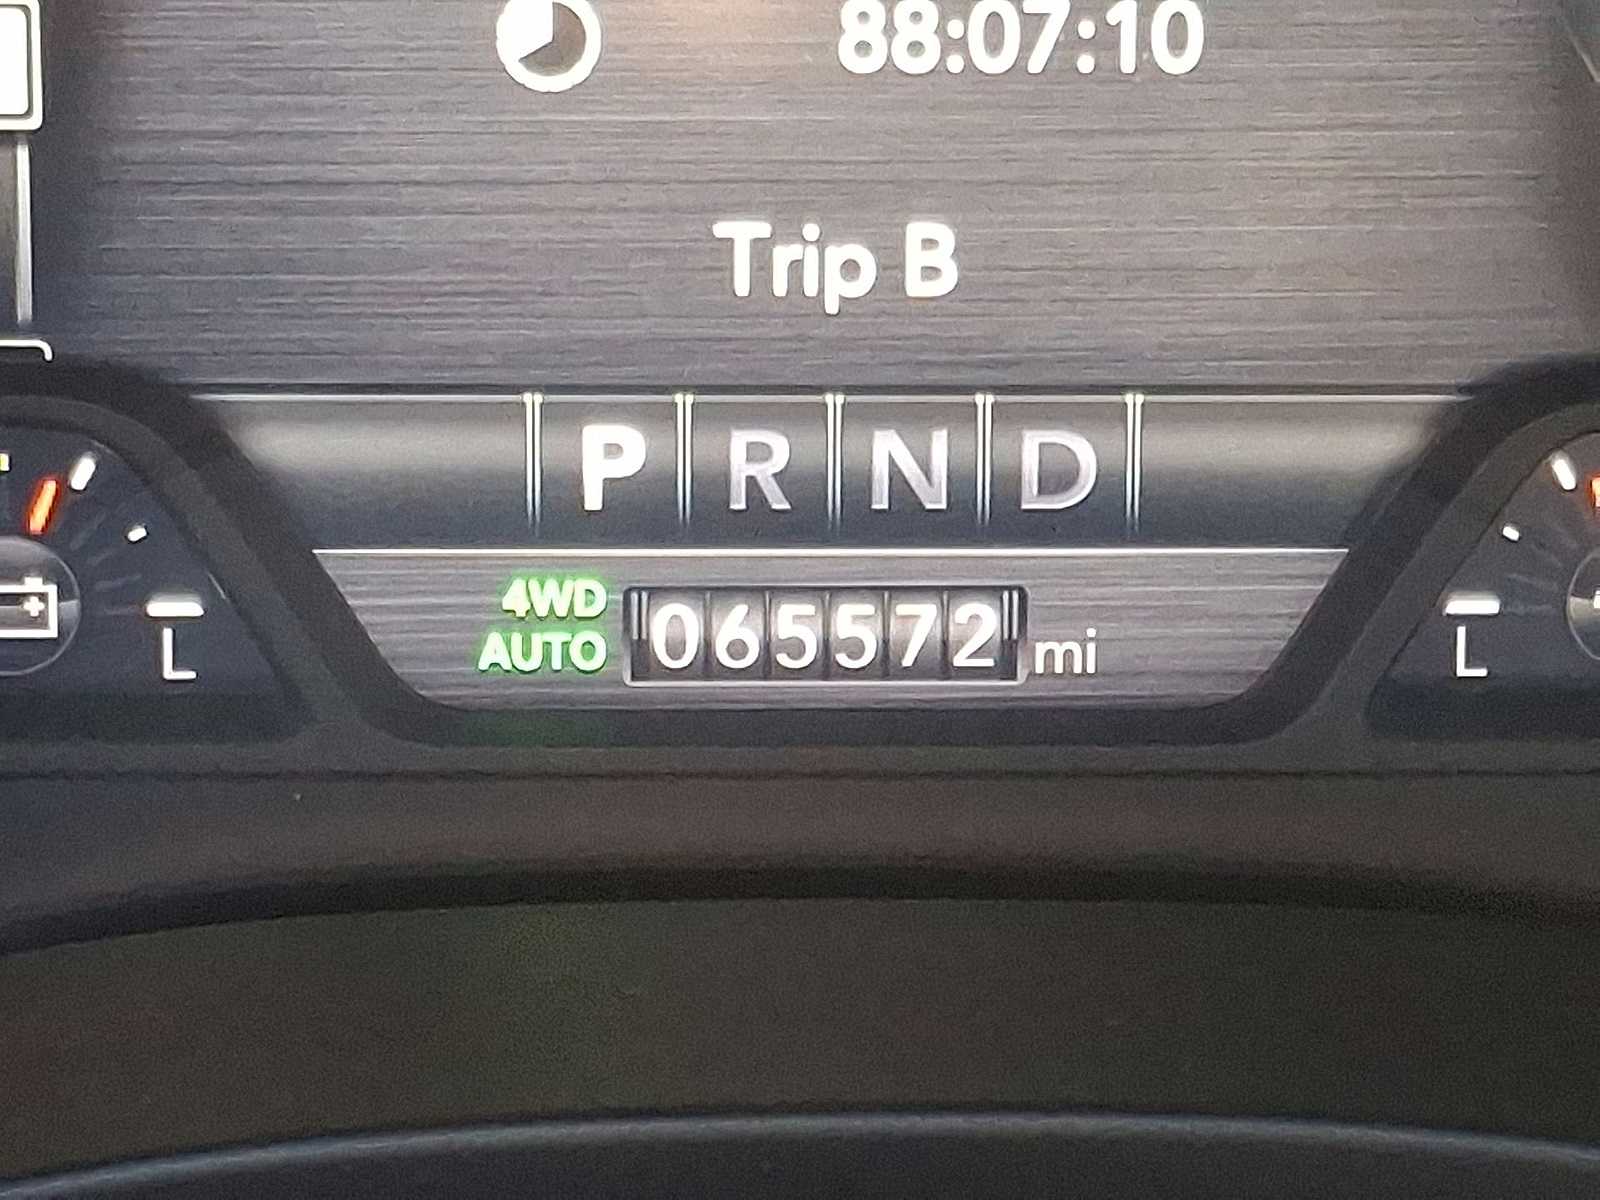 88:07:10
Trip B
P R N D
4WD
AUTO
065572 mi
L
L